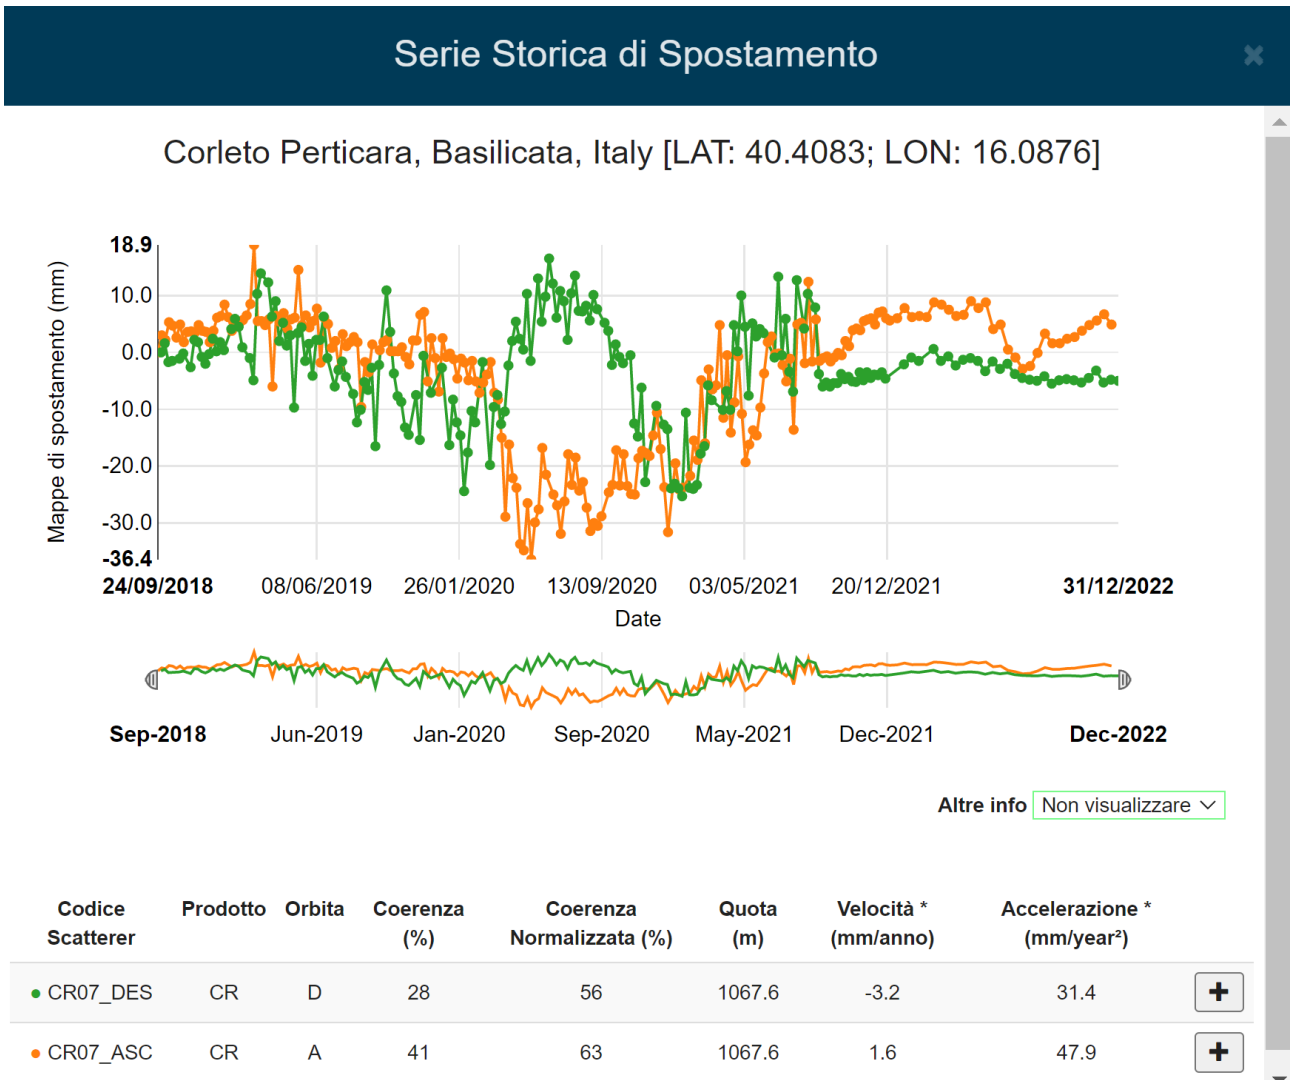 Serie Storica di Spostamento
×
Corleto Perticara, Basilicata, Italy [LAT: 40.4083; LON: 16.0876]
Mappe di spostamento (mm)
18.9
10.0
0.0
-10.0
-20.0
-30.0
-36.4
24/09/2018 08/06/2019 26/01/2020 13/09/2020 03/05/2021 20/12/2021 31/12/2022
Date
Sep-2018 Jun-2019 Jan-2020 Sep-2020 May-2021 Dec-2021 Dec-2022
Altre info Non visualizzare
Codice Prodotto Orbita Coerenza Coerenza Quota Velocità * Accelerazione *
Scatterer (%) Normalizzata (%) (m) (mm/anno) (mm/year²)
CR07_DES CR D 28 56 1067.6 -3.2 31.4 +
CR07_ASC CR A 41 63 1067.6 1.6 47.9 +